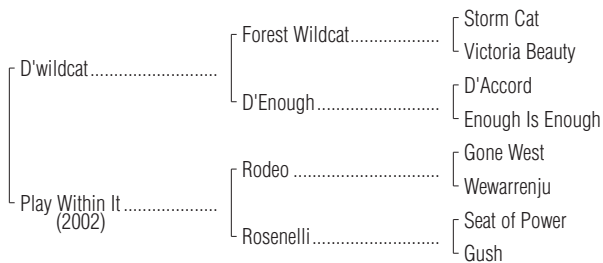 Storm Cat
Forest Wildcat....................
Victoria Beauty
D'wildcat.............................
D'Accord
D'Enough............................
Enough Is Enough
Gone West
Rodeo .................................
Wewarrenju
Play Within It.....................
(2002)
Seat of Power
Rosenelli.............................
Gush